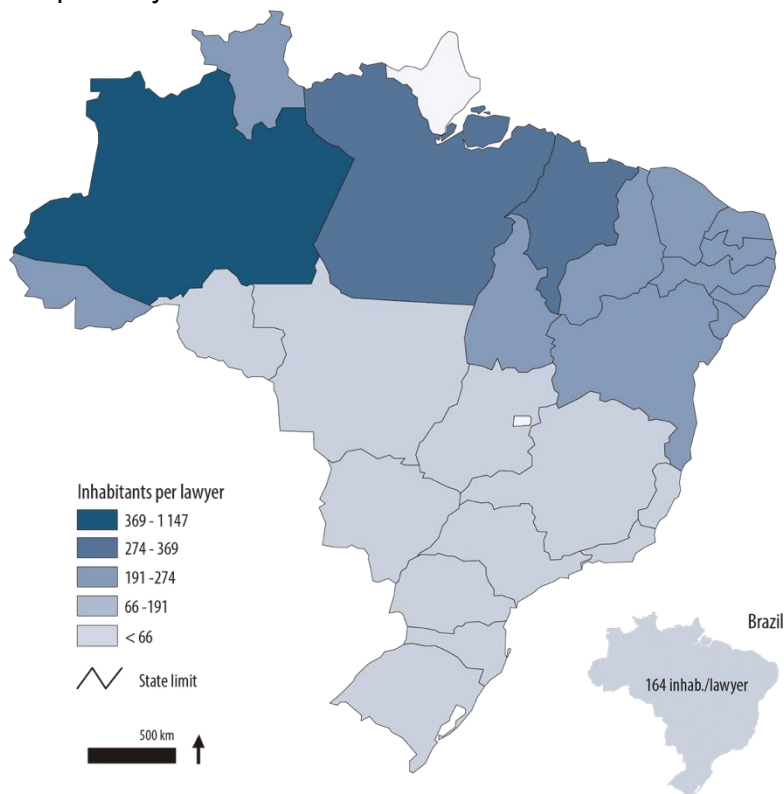 Inhabitants per lawyer
369 - 1 147
274 - 369
191 -274
66 -191
< 66
State limit
500 km
Brazil
164 inhab./lawyer